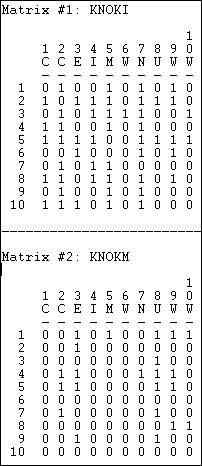 Matrix #1: KNOKI
1
1 2 3 4 5 6 7 8 9 0
C C E I M W N U W W
- - - - - - - - - -
1 0 1 0 0 1 0 1 0 1 0
2 1 0 1 1 1 0 1 1 1 0
3 0 1 0 1 1 1 1 0 0 1
4 1 1 0 0 1 0 1 0 0 0
5 1 1 1 1 0 0 1 1 1 1
6 0 0 1 0 0 0 1 0 1 0
7 0 1 0 1 1 0 0 0 0 0
8 1 1 0 1 1 0 1 0 1 0
9 0 1 0 0 1 0 1 0 0 0
10 1 1 1 0 1 0 1 0 0 0
Matrix #2: KNOKM
1
1 2 3 4 5 6 7 8 9 0
C C E I M W N U W W
- - - - - - - - - -
1 0 0 1 0 1 0 0 1 1 1
2 0 0 1 0 0 0 0 0 0 0
3 0 0 0 0 0 0 0 1 0 0
4 0 1 1 0 0 0 1 1 1 0
5 0 1 1 0 0 0 0 1 1 0
6 0 0 0 0 0 0 0 0 0 0
7 0 1 0 0 0 0 0 1 0 0
8 0 0 0 0 0 0 0 0 1 1
9 0 0 1 0 0 0 0 1 0 0
10 0 0 0 0 0 0 0 0 0 0